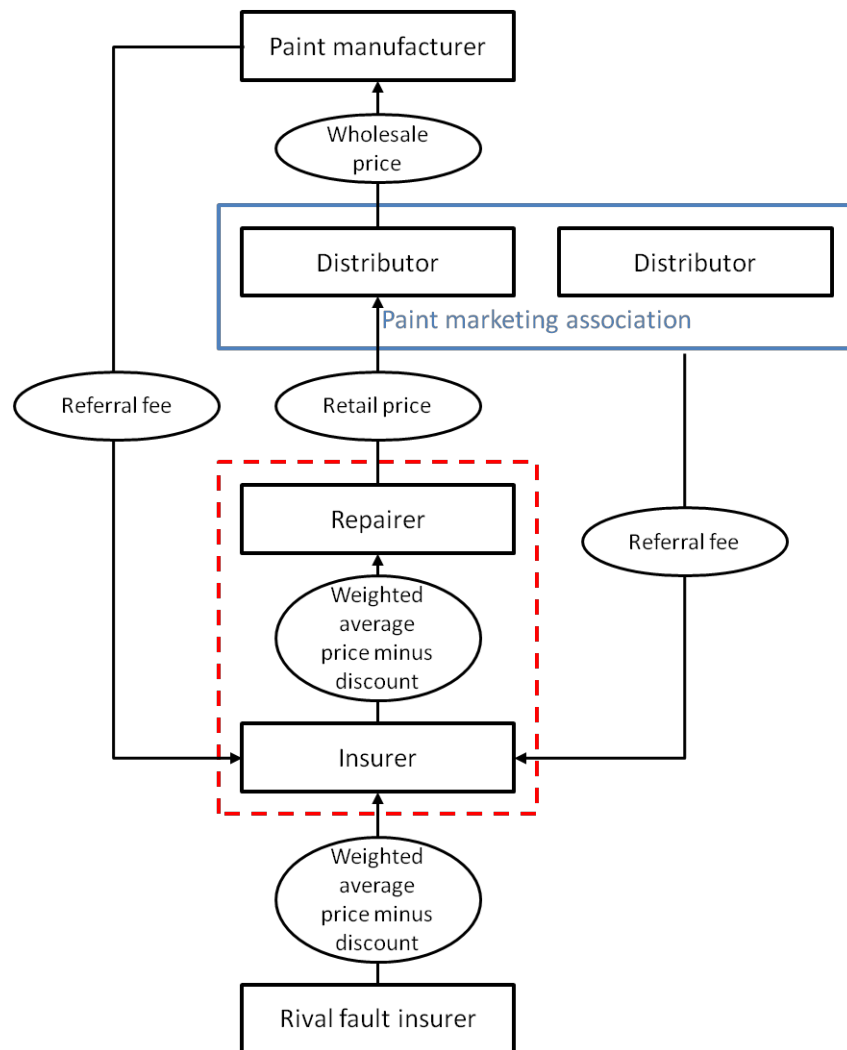 Paint manufacturer
Wholesale
price
Distributor
Distributor
Paint marketing association
Referral fee
Retail price
Repairer
Referral fee
Weighted
average
price minus
discount
Insurer
Weighted
average
price minus
discount
Rival fault insurer